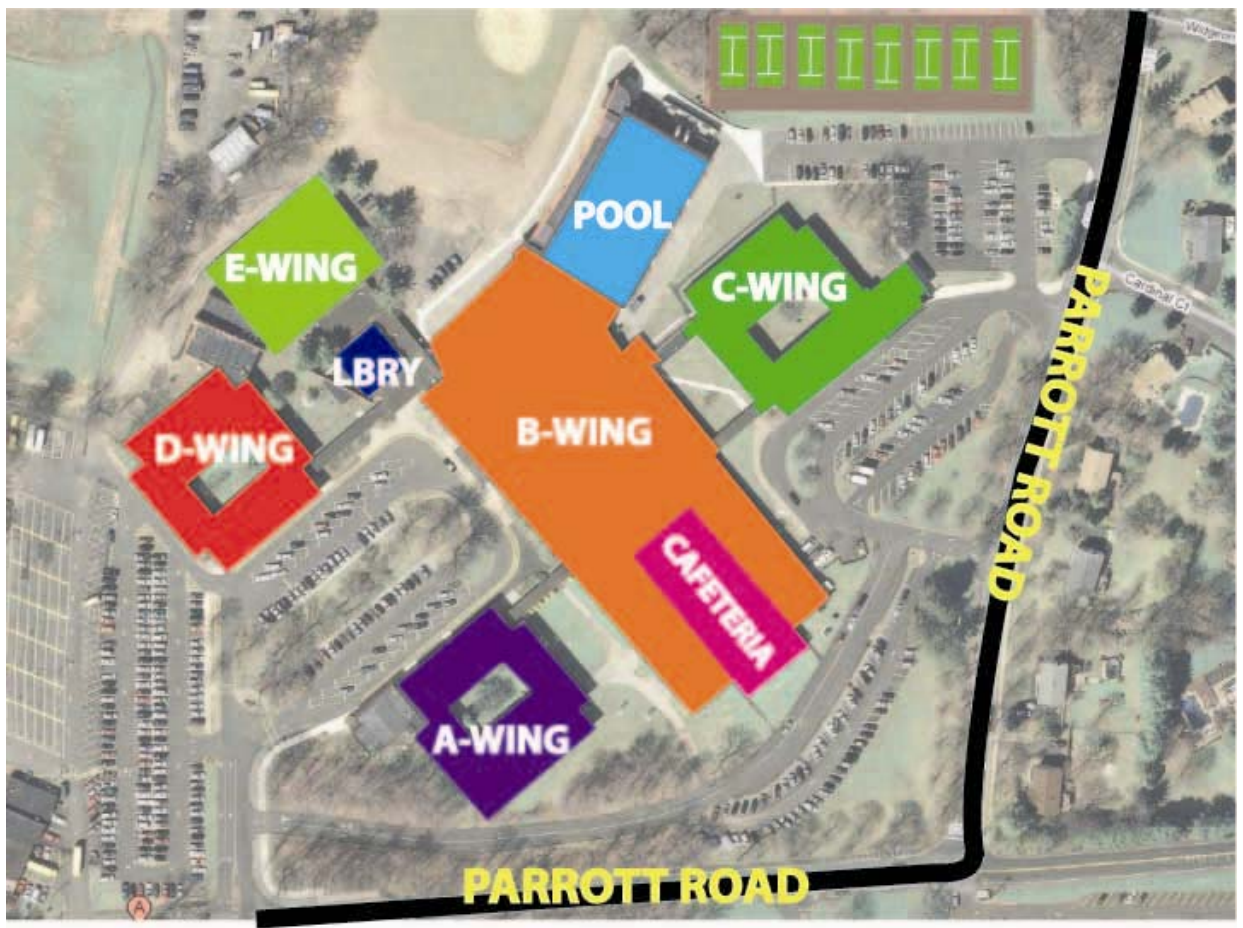 Cardinal Ct
POOL
E-WING
C-WING
LBRY
B-WING
D-WING
PARROTT ROAD
CAFETERIA
A-WING
PARROTT ROAD
A